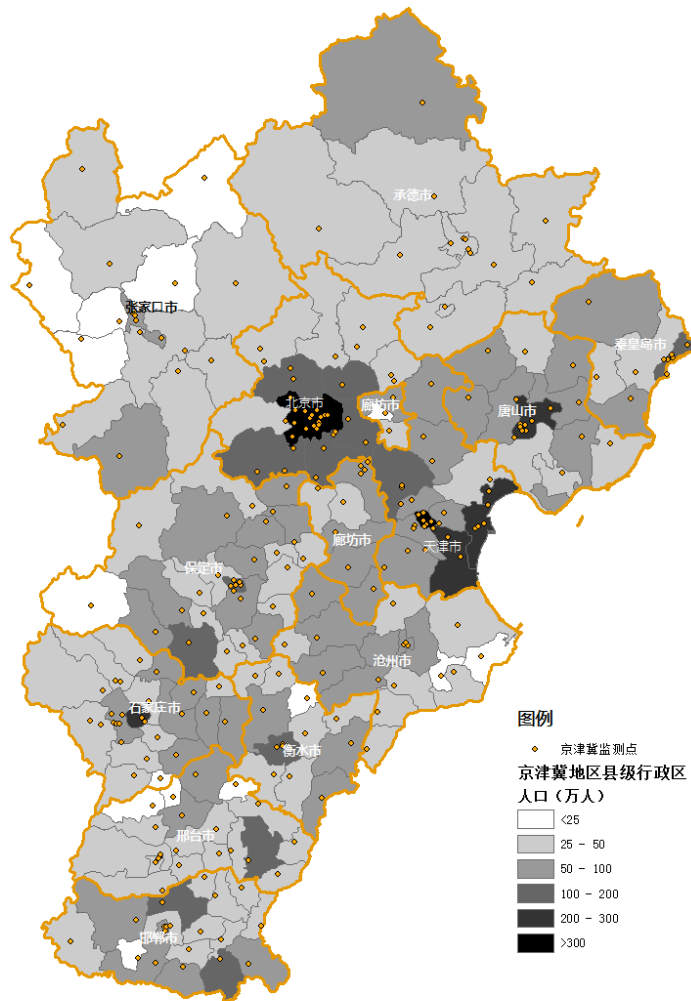 承德市
张家口市
秦皇岛市
北京市
廊坊市
唐山市
廊坊市
天津市
保定市
沧州市
石家庄市
衡水市
邢台市
邯郸市
图例
京津冀监测点
京津冀地区县级行政区
人口（万人）
<25
25 - 50
50 - 100
100 - 200
200 - 300
>300